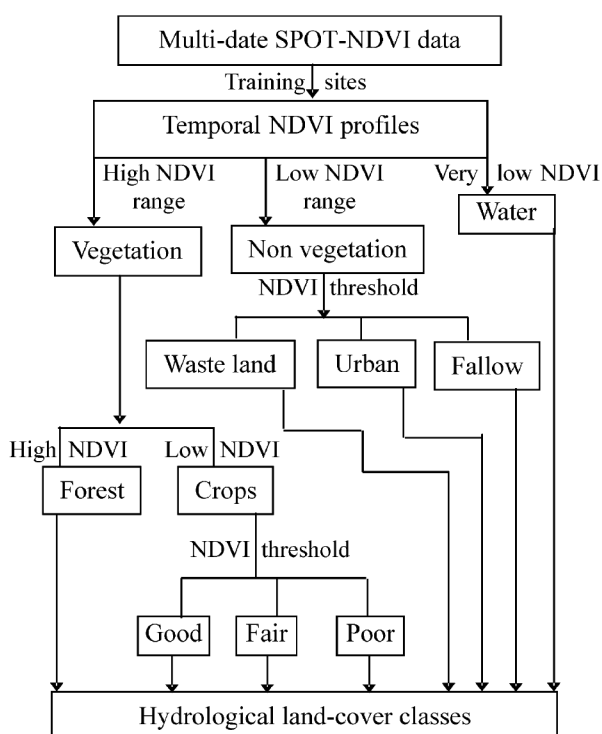 Multi-date SPOT-NDVI data
Training sites
Temporal NDVI profiles
High NDVI
range
Low NDVI
range
Very low NDVI
Water
Vegetation
Non vegetation
NDVI threshold
Waste land
Urban
Fallow
High NDVI
Low NDVI
Forest
Crops
NDVI threshold
Good
Fair
Poor
Hydrological land-cover classes